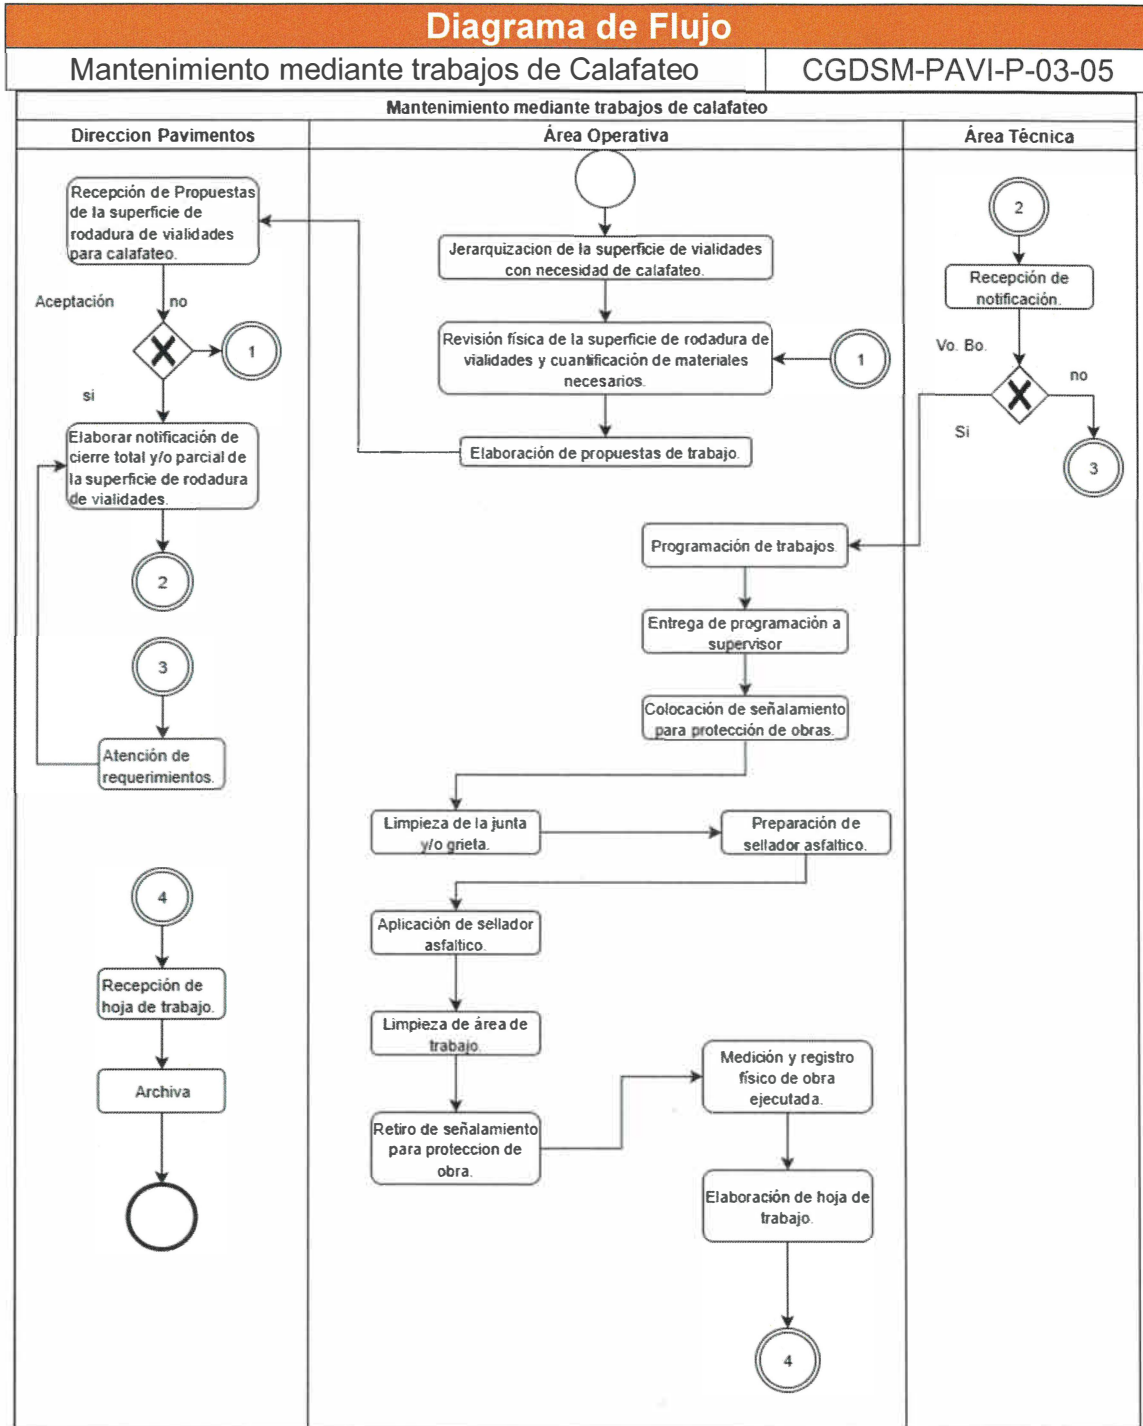 Diagrama de Flujo
Mantenimiento mediante trabajos de Calafateo
CGDSM-PAVI-P-03-05
Mantenimiento mediante trabajos de calafateo
Direccion Pavimentos
Área Operativa
Área Técnica
Recepción de Propuestas
de la superficie de
rodadura de vialidades
para calafateo.
Aceptación
no
1
si
Elaborar notificación de
cierre total y/o parcial de
la superficie de rodadura
de vialidades.
2
3
Atención de
requerimientos.
4
Recepción de
hoja de trabajo.
Archiva
Jerarquizacion de la superficie de vialidades
con necesidad de calafateo.
Revisión física de la superficie de rodadura de
vialidades y cuantificación de materiales
necesarios.
1
Elaboración de propuestas de trabajo.
Programación de trabajos.
Entrega de programación a
supervisor
Colocación de señalamiento
para protección de obras.
Limpieza de la junta
y/o grieta.
Preparación de
sellador asfaltico.
Aplicación de sellador
asfaltico.
Limpieza de área de
trabajo.
Retiro de señalamiento
para proteccion de
obra.
Medición y registro
físico de obra
ejecutada.
Elaboración de hoja de
trabajo.
4
2
Recepción de
notificación.
Vo. Bo.
no
Si
3